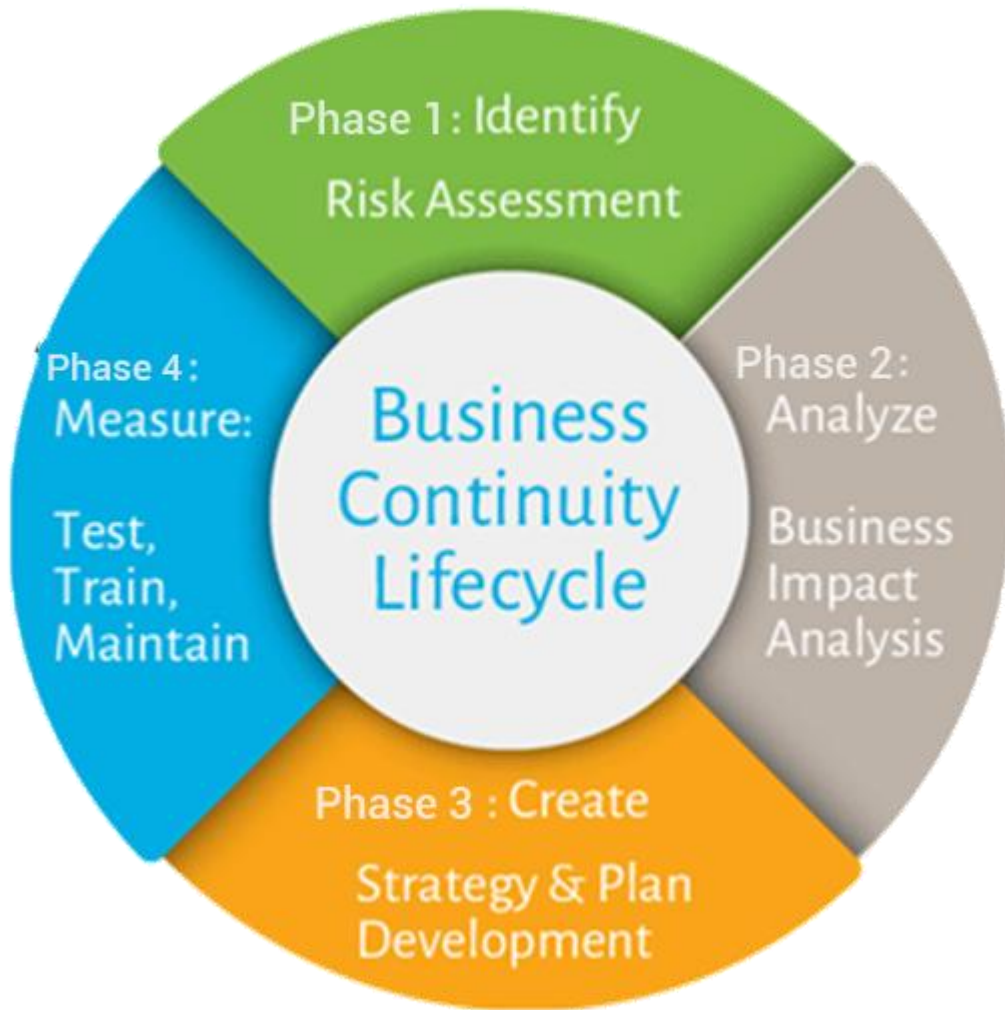 Phase 1: Identify
Risk Assessment
Phase 2:
Analyze
Business
Impact
Analysis
Phase 3 : Create
Strategy & Plan
Development
Phase 4:
Measure:
Test,
Train,
Maintain
Business
Continuity
Lifecycle